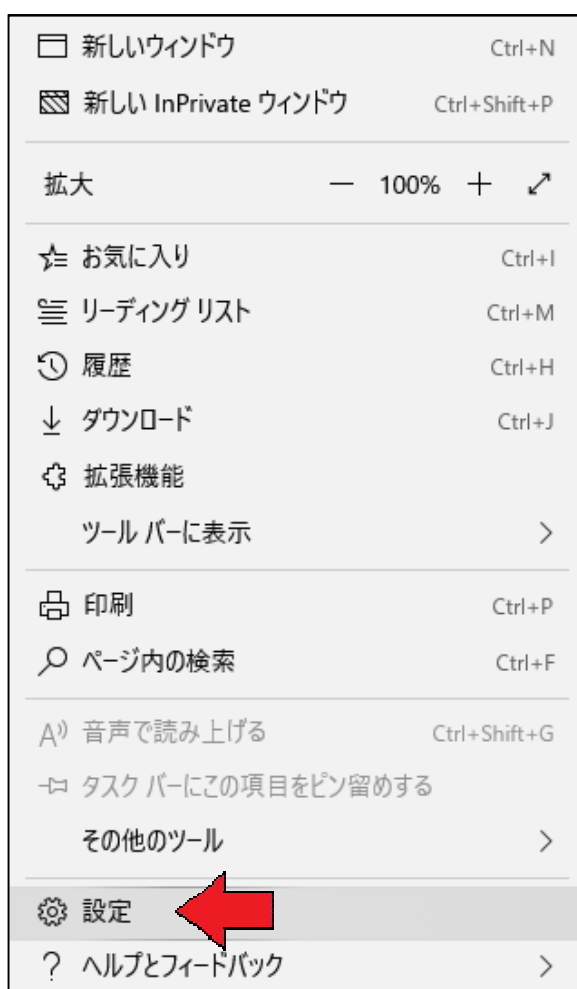 新しいウィンドウ Ctrl+N
新しい InPrivate ウィンドウ Ctrl+Shift+P
拡大 — 100% +
お気に入り Ctrl+I
リーディング リスト Ctrl+M
履歴 Ctrl+H
ダウンロード Ctrl+J
拡張機能
ツール バーに表示 >
印刷 Ctrl+P
ページ内の検索 Ctrl+F
音声で読み上げる Ctrl+Shift+G
タスク バーにこの項目をピン留めする
その他のツール >
設定
? ヘルプとフィードバック >